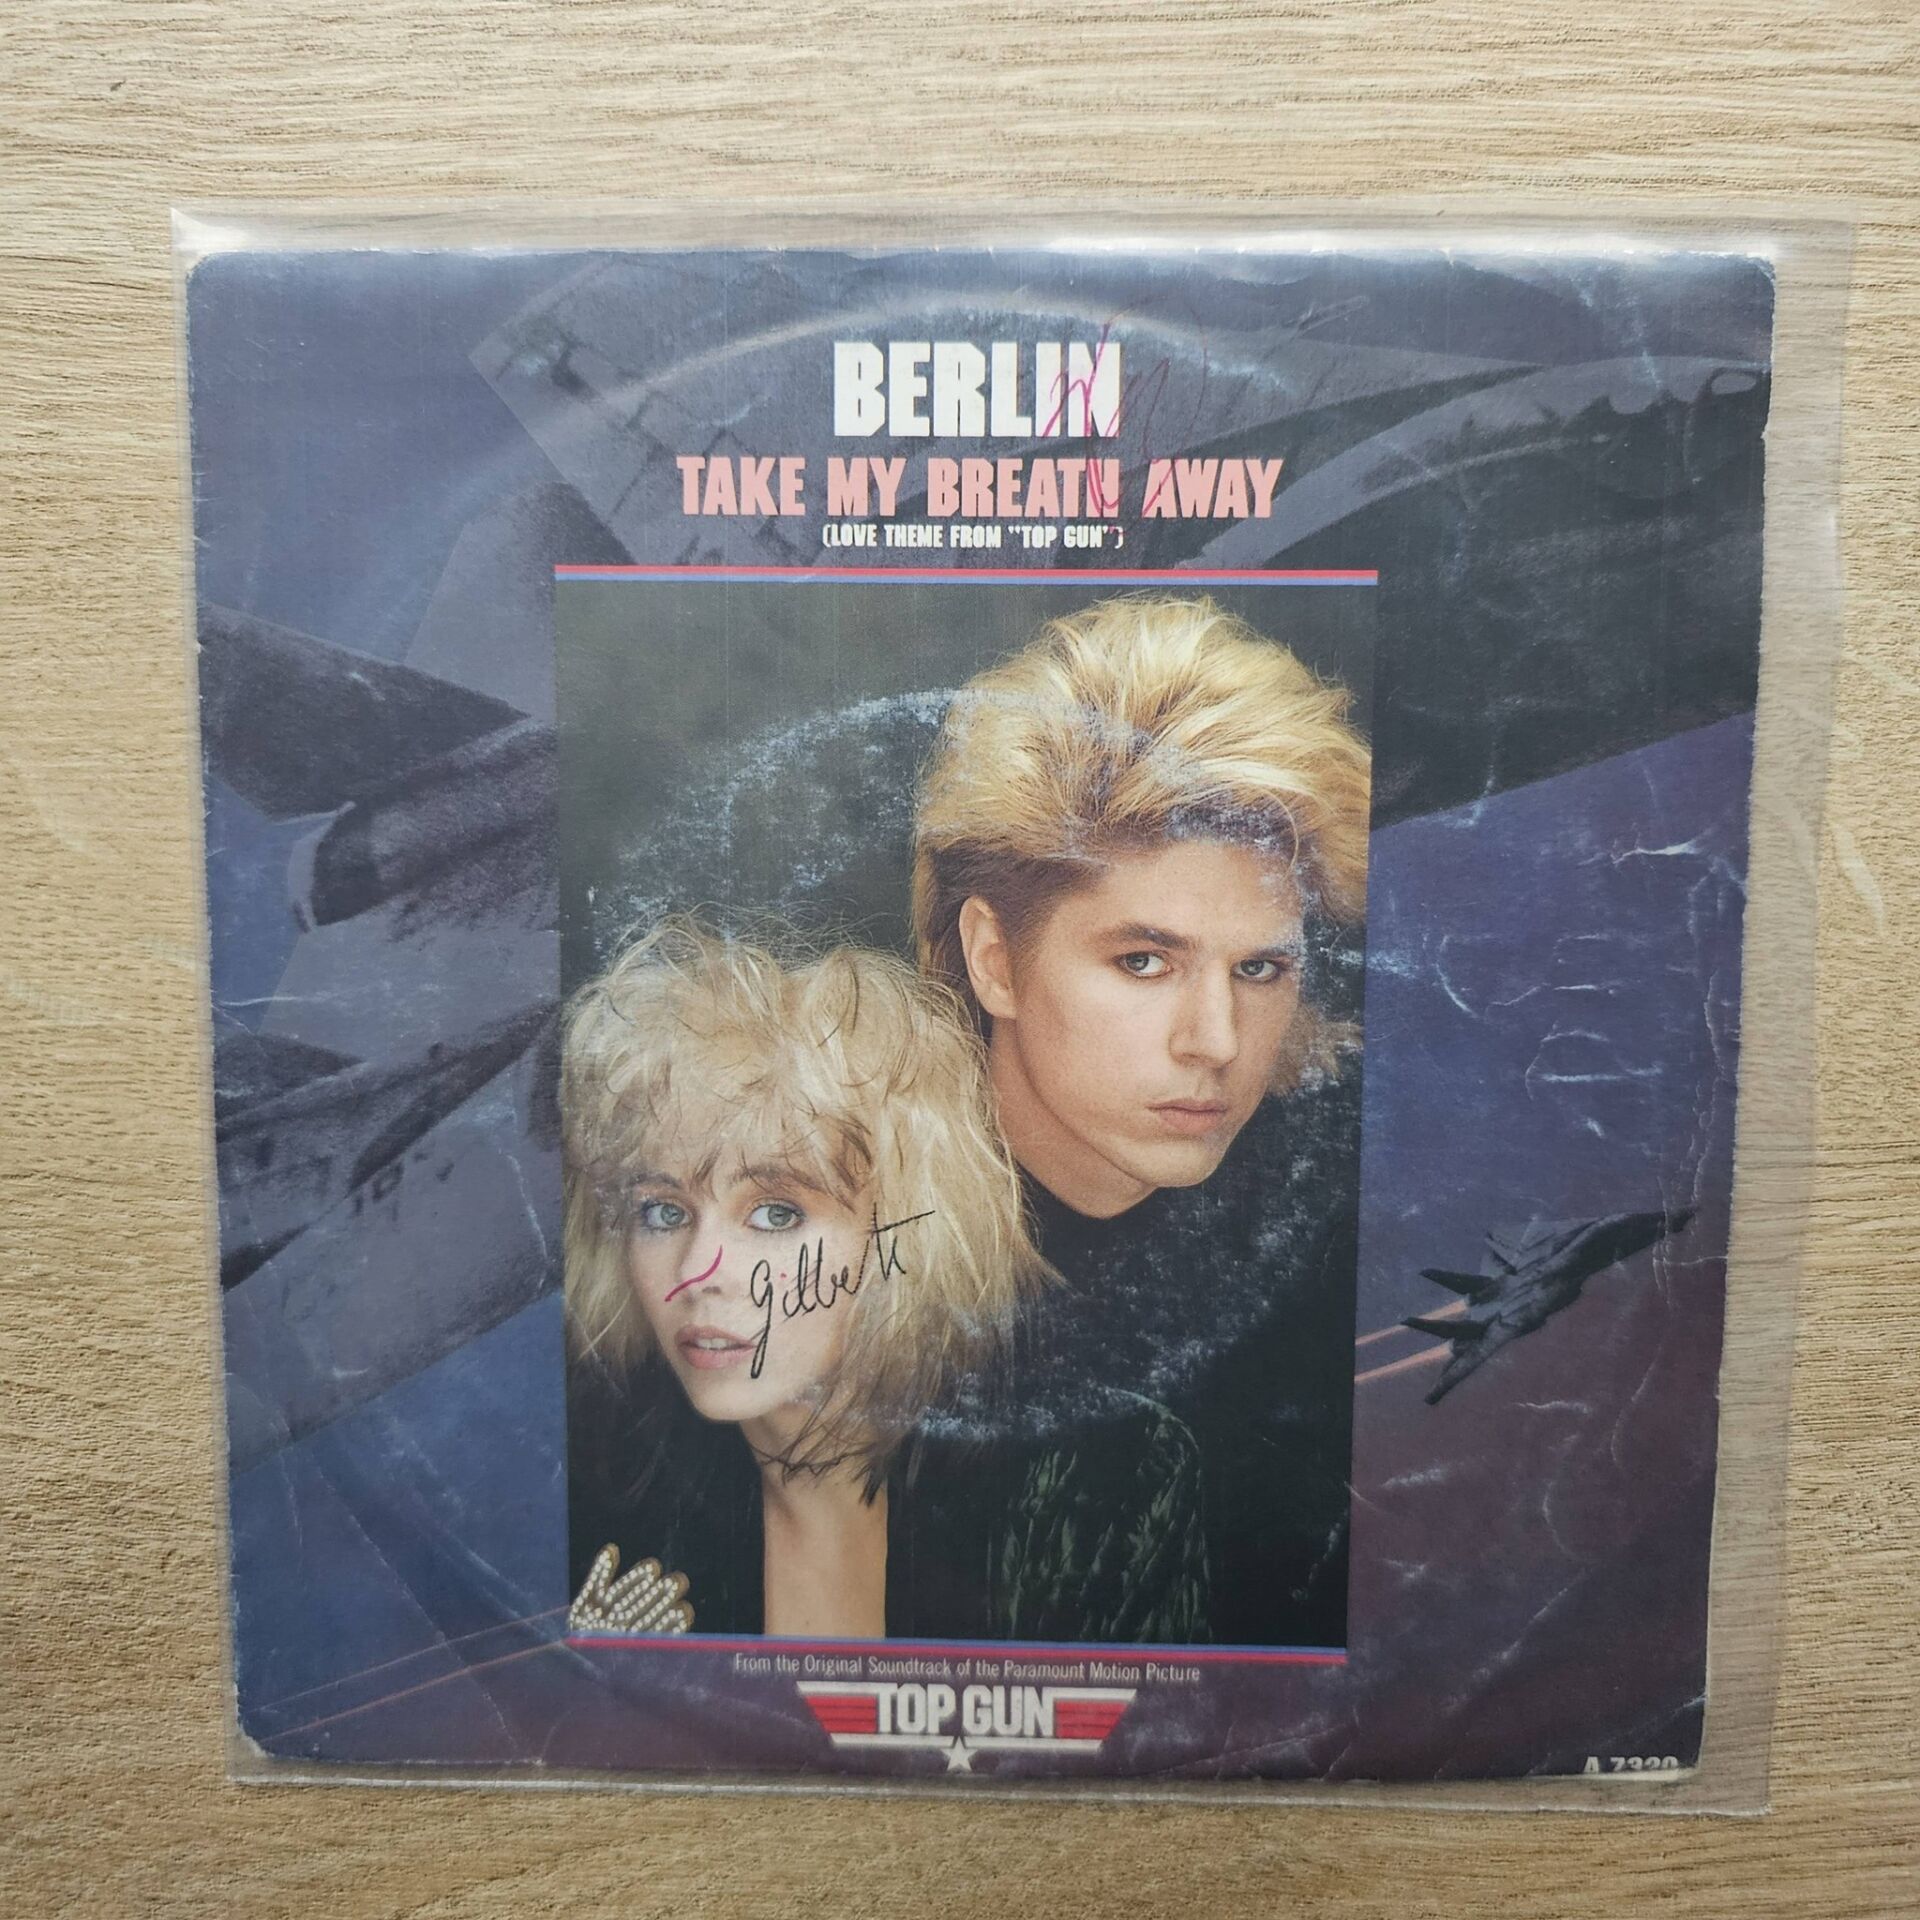 BERLIN
TAKE MY BREATH AWAY
(LOVE THEME FROM "TOP GUN")
From the Original Soundtrack of the Paramount Motion Picture
TOP GUN
A 7320